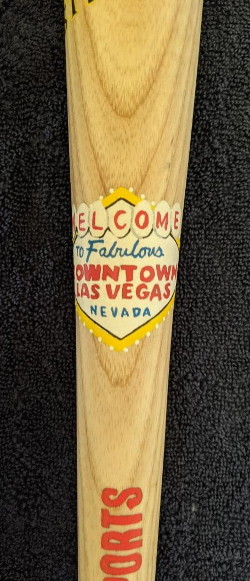 WELCOME
to Fabulous
DOWNTOWN
LAS VEGAS
NEVADA
PORTS